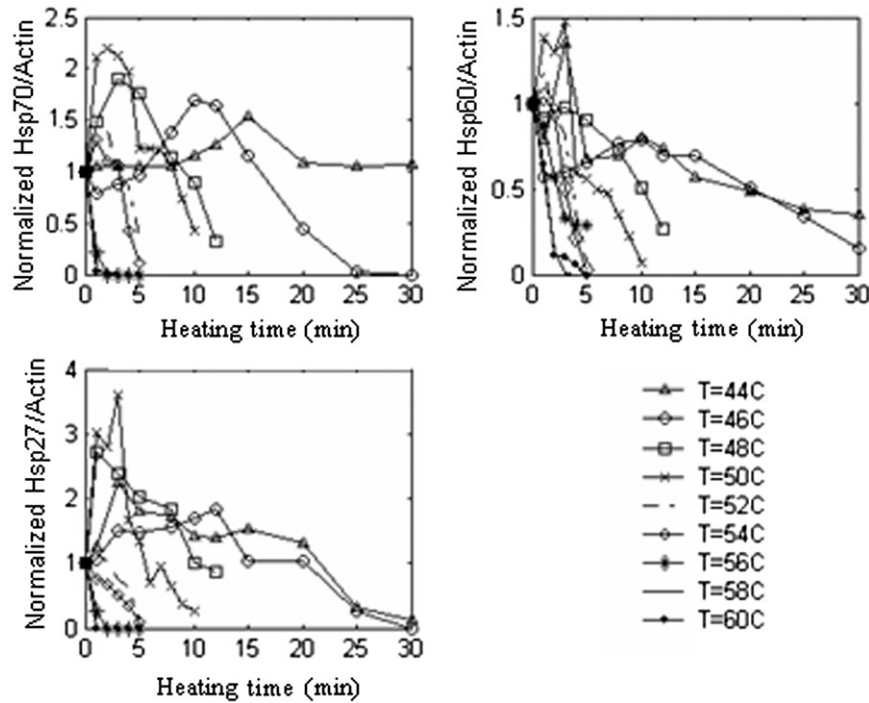 2.5
2
1.5
1
0.5
0
0 5 10 15 20 25 30
Normalized Hsp70/Actin
Heating time (min)
1.5
1
0.5
0
0 5 10 15 20 25 30
Normalized Hsp60/Actin
Heating time (min)
4
3
2
1
0
0 5 10 15 20 25 30
Normalized Hsp27/Actin
Heating time (min)
T=44C
T=46C
T=48C
T=50C
T=52C
T=54C
T=56C
T=58C
T=60C